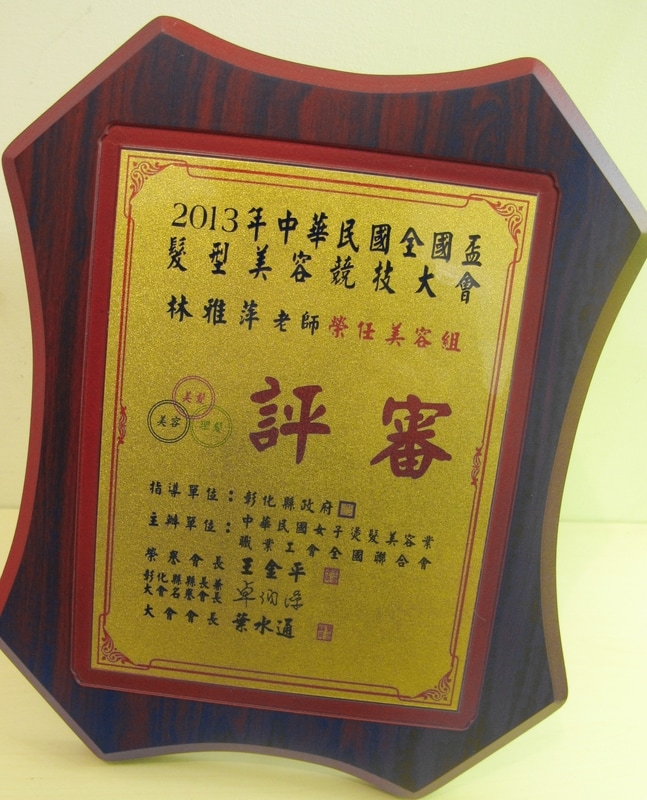 2013年中華民國全國盃
髮型美容競技大會
林雅萍老師榮任美容組
美髮
美容 理髮
評審
指導單位：彰化縣政府
主辦單位：中華民國女子燙髮美容業
職業工會全國聯合會
榮譽會長 王金平
彰化縣縣長兼
大會名譽會長 卓伯源
大會會長 葉水通